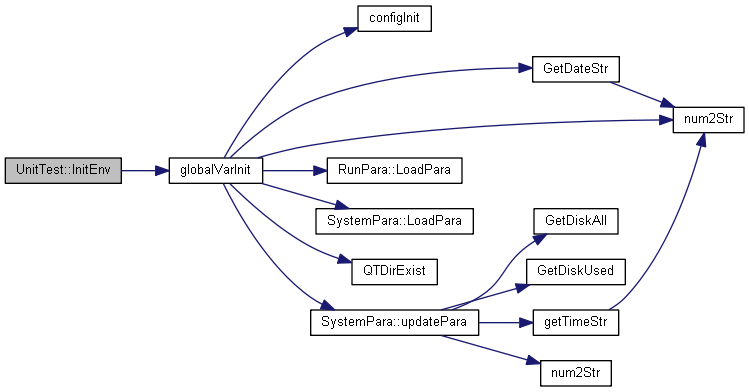 configInit
GetDateStr
num2Str
UnitTest::InitEnv
globalVarInit
RunPara::LoadPara
SystemPara::LoadPara
GetDiskAll
QTDirExist
GetDiskUsed
SystemPara::updatePara
getTimeStr
num2Str